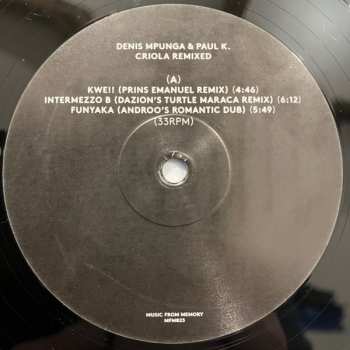 DENIS MPUNGA & PAUL K.
CRIOLA REMIXED
(A)
KWE!! (PRINS EMANUEL REMIX) (4:46)
INTERMEZZO B (DAZION'S TURTLE MARACA REMIX) (6:12)
FUNYAKA (ANDROO'S ROMANTIC DUB) (5:49)
(33RPM)
MUSIC FROM MEMORY
MFM023